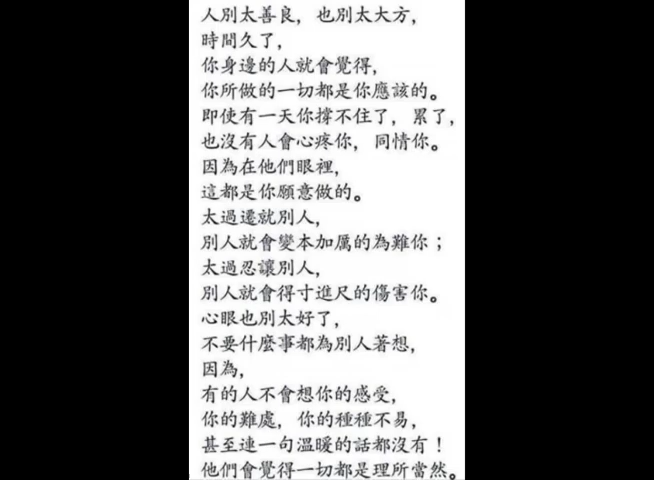 人別太善良，也別太大方，
時間久了，
你身邊的人就會覺得，
你所做的一切都是你應該的。
即使有一天你撐不住了，累了，
也沒有人會心疼你，同情你。
因為在他們眼裡，
這都是你願意做的。
太過遷就別人，
別人就會變本加厲的為難你；
太過忍讓別人，
別人就會得寸進尺的傷害你。
心眼也別太好了，
不要什麼事都為別人著想，
因為，
有的人不會想你的感受，
你的難處，你的種種不易，
甚至連一句溫暖的話都沒有！
他們會覺得一切都是理所當然。